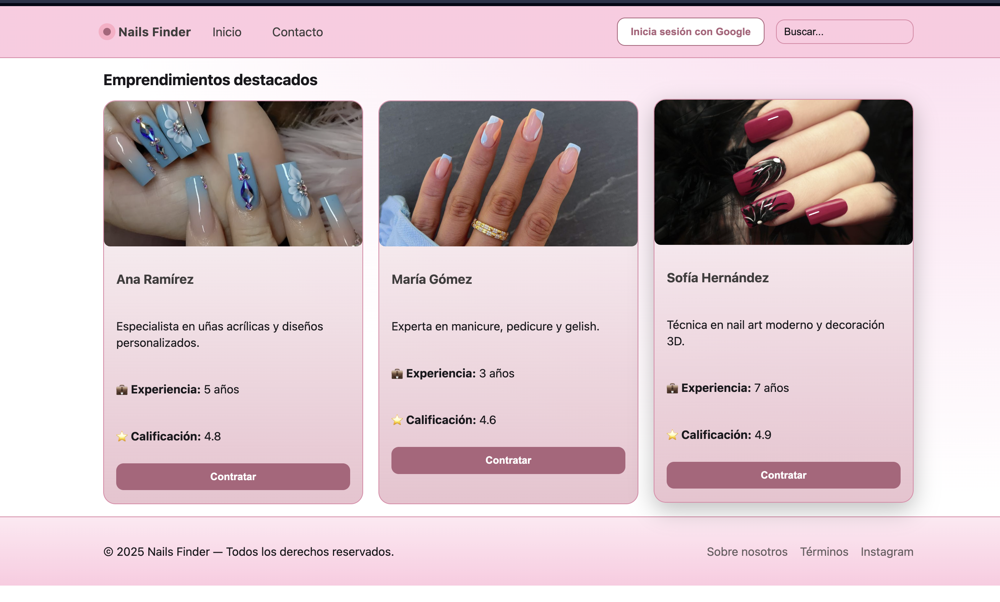 Nails Finder Inicio Contacto Inicia sesión con Google Buscar...
Emprendimientos destacados
Ana Ramírez
Especialista en uñas acrílicas y diseños
personalizados.
💼 Experiencia: 5 años
⭐ Calificación: 4.8
Contratar
María Gómez
Experta en manicure, pedicure y gelish.
💼 Experiencia: 3 años
⭐ Calificación: 4.6
Contratar
Sofía Hernández
Técnica en nail art moderno y decoración
3D.
💼 Experiencia: 7 años
⭐ Calificación: 4.9
Contratar
© 2025 Nails Finder — Todos los derechos reservados.
Sobre nosotros Términos Instagram